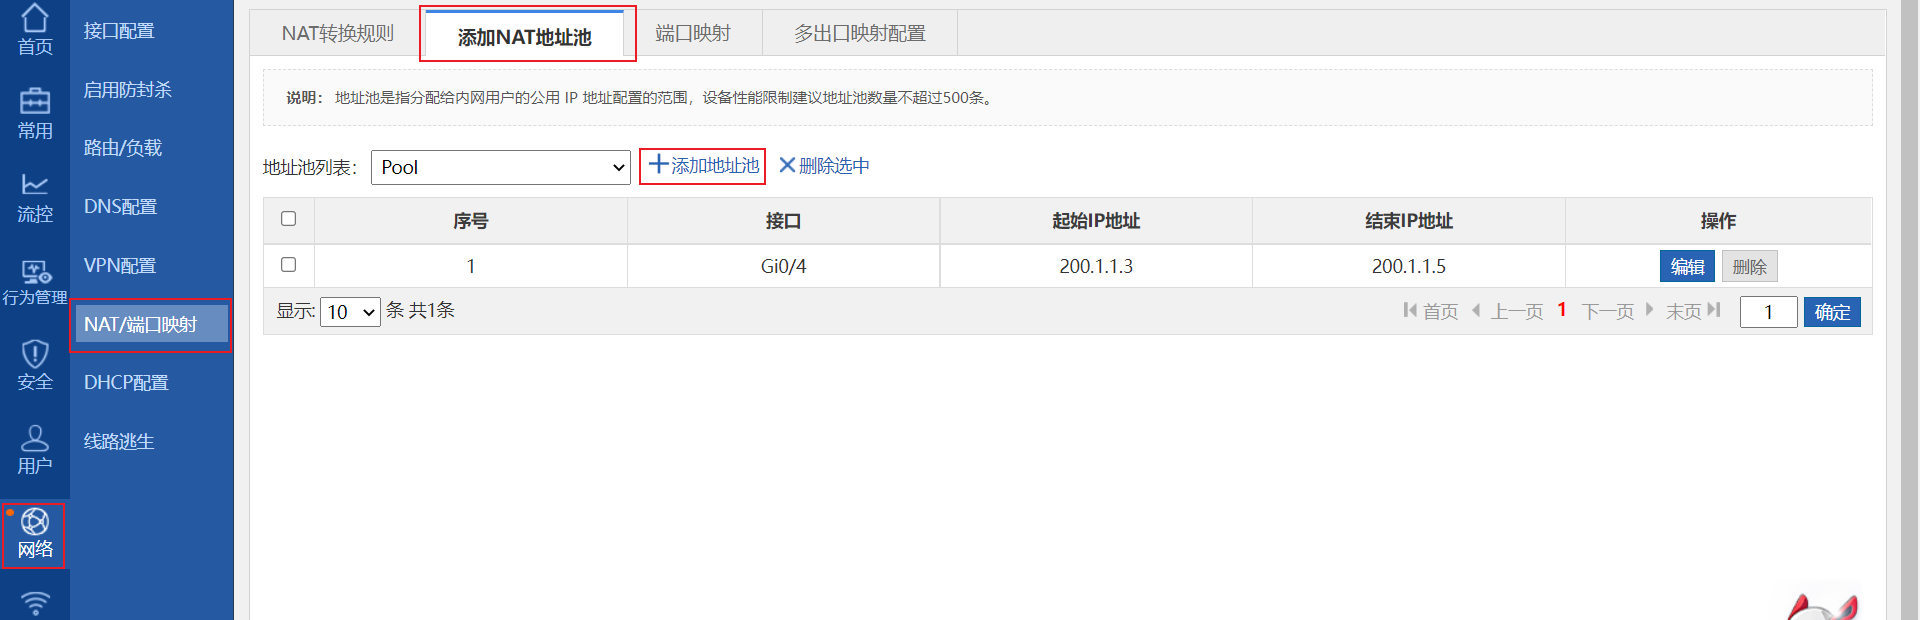 首页
常用
流控
行为管理
安全
用户
网络
接口配置
启用防封杀
路由/负载
DNS配置
VPN配置
NAT/端口映射
DHCP配置
线路逃生
NAT转换规则 添加NAT地址池 端口映射 多出口映射配置
说明： 地址池是指分配给内网用户的公用 IP 地址配置的范围，设备性能限制建议地址池数量不超过500条。
地址池列表： Pool 添加地址池 删除选中
序号 接口 起始IP地址 结束IP地址 操作
1 Gi0/4 200.1.1.3 200.1.1.5 编辑 删除
显示: 10 条 共1条 首页 上一页 1 下一页 末页 1 确定